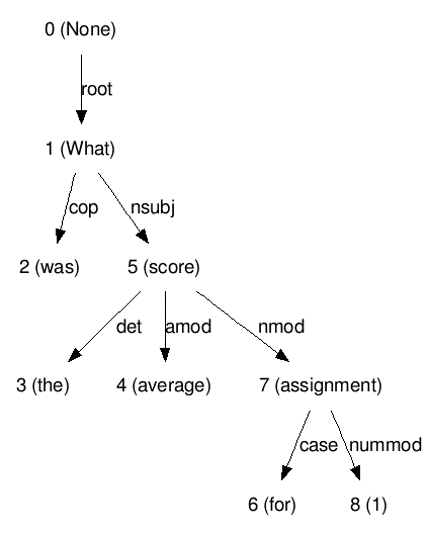 0 (None)
root
1 (What)
cop nsubj
2 (was) 5 (score)
det amod nmod
3 (the) 4 (average) 7 (assignment)
case nummod
6 (for) 8 (1)